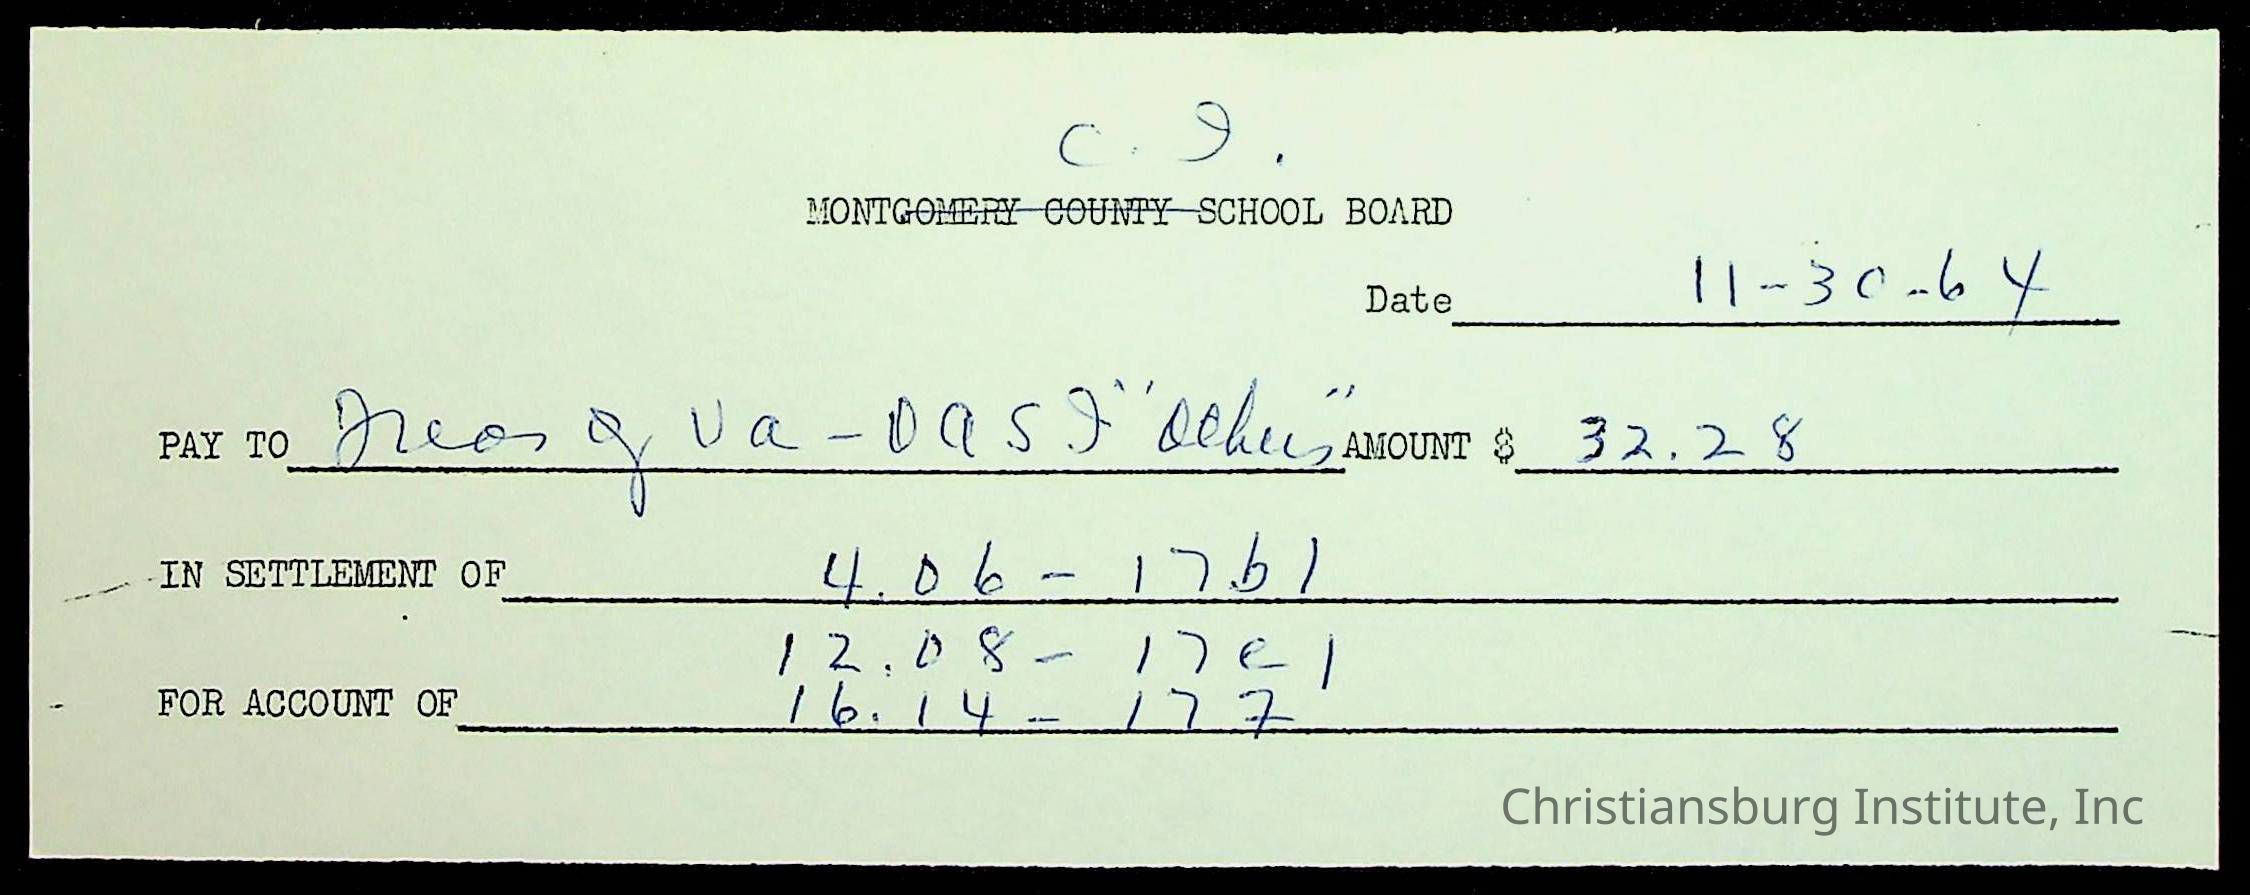 C. I.
MONTGOMERY COUNTY SCHOOL BOARD
Date 11-30-64
PAY TO Treas of Va - OASI "Other" AMOUNT $ 32.28
IN SETTLEMENT OF 4.06 - 17b1
12.08 - 17e1
FOR ACCOUNT OF 16.14 - 177
Christiansburg Institute, Inc